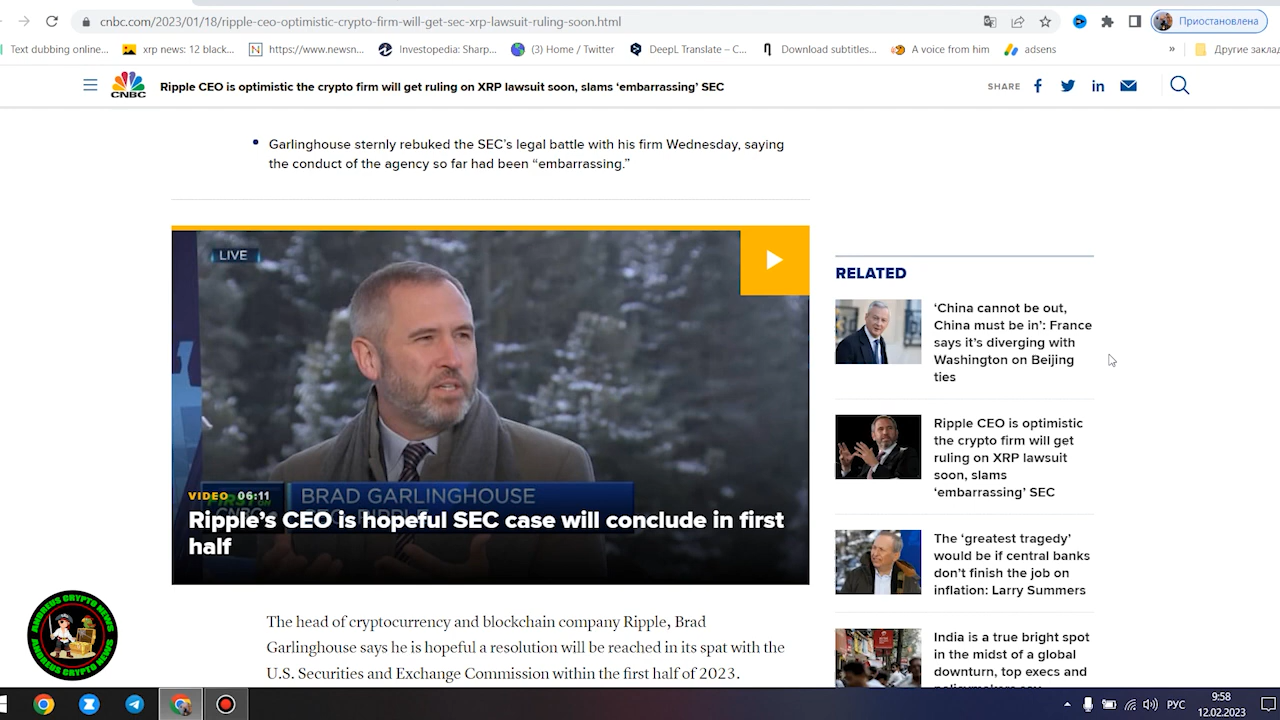 cnbc.com/2023/01/18/ripple-ceo-optimistic-crypto-firm-will-get-sec-xrp-lawsuit-ruling-soon.html
Приостановлена
Text dubbing online...
xrp news: 12 black...
https://www.newsn...
Investopedia: Sharp...
(3) Home / Twitter
DeepL Translate – C...
Download subtitles...
A voice from him
adsens
»
Другие закла
CNBC
Ripple CEO is optimistic the crypto firm will get ruling on XRP lawsuit soon, slams ‘embarrassing’ SEC
SHARE
• Garlinghouse sternly rebuked the SEC’s legal battle with his firm Wednesday, saying
the conduct of the agency so far had been “embarrassing.”
LIVE
BRAD GARLINGHOUSE
VIDEO 06:11
Ripple’s CEO is hopeful SEC case will conclude in first
half
The head of cryptocurrency and blockchain company Ripple, Brad
Garlinghouse says he is hopeful a resolution will be reached in its spat with the
U.S. Securities and Exchange Commission within the first half of 2023.
RELATED
‘China cannot be out,
China must be in’: France
says it’s diverging with
Washington on Beijing
ties
Ripple CEO is optimistic
the crypto firm will get
ruling on XRP lawsuit
soon, slams
‘embarrassing’ SEC
The ‘greatest tragedy’
would be if central banks
don’t finish the job on
inflation: Larry Summers
India is a true bright spot
in the midst of a global
downturn, top execs and
ANDREUS CRYPTO NEWS
ANDREUS CRYPTO NEWS
РУС
9:58
12.02.2023